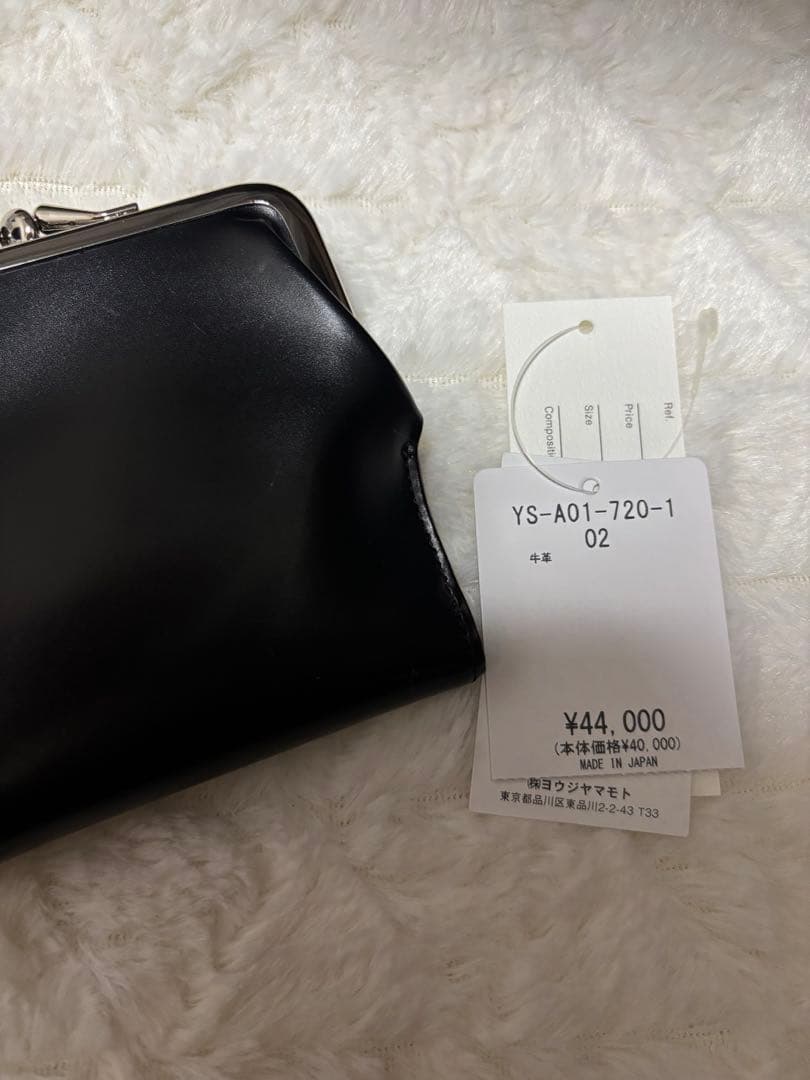 Ref.
Price
Size
Compositi
YS-A01-720-1
02
牛革
¥44,000
(本体価格¥40,000)
MADE IN JAPAN
㈱ヨウジヤマモト
東京都品川区東品川2-2-43 T33